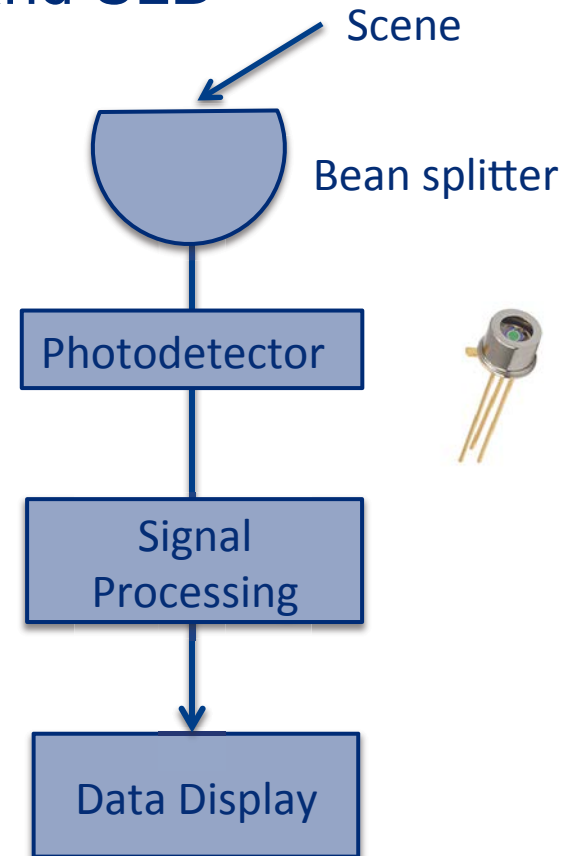 Scene
Bean splitter
Photodetector
Signal
Processing
Data Display